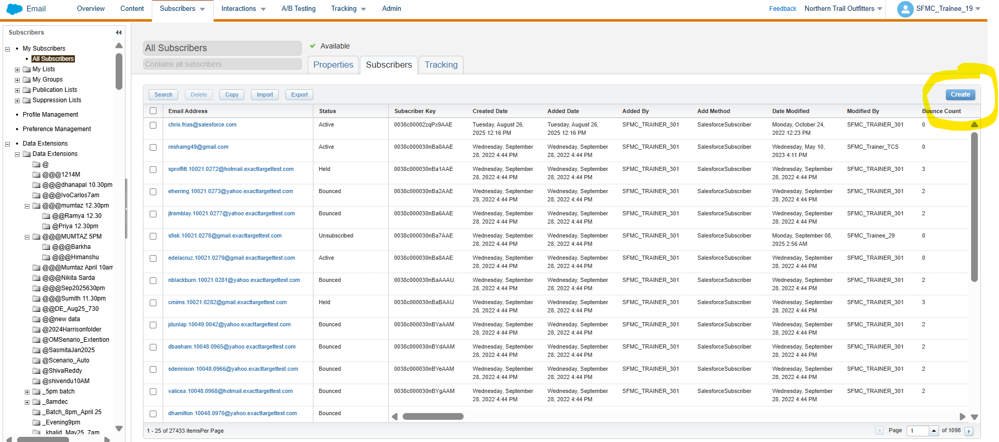 Email
Overview
Content
Subscribers
Interactions
A/B Testing
Tracking
Admin
Feedback
Northern Trail Outfitters
SFMC_Trainee_19
Subscribers
My Subscribers
All Subscribers
My Lists
My Groups
Publication Lists
Suppression Lists
Profile Management
Preference Management
Data Extensions
Data Extensions
@
@@@1214M
@@@dhanapal 10.30pm
@@@IvoCarlos7am
@@@mumtaz 12.30pm
@@Ramya 12.30
@Priya 12.30pm
@@@MUMTAZ 5PM
@@@Barkha
@@@Himanshu
@@@Mumtaz April 10am
@@@Nikita Sarda
@@@Sep2025630pm
@@@Sumith 11.30pm
@@DE_Aug25_730
@@new data
@2024Harrisonfolder
@OMSenario_Extention
@SasmitaJan2025
@Scenario_Auto
@ShivaReddy
@shivendu10AM
_5pm batch
_8amdec
_Batch_8pm_April 25
_Evening9pm
_khalid_May25_7am
All Subscribers
Contains all subscribers
Available
Properties
Subscribers
Tracking
Search Delete Copy Import Export Create
Email Address Status Subscriber Key Created Date Added Date Added By Add Method Date Modified Modified By Bounce Count
chris.frias@salesforce.com Active 0038c00002zqPx9AAE Tuesday, August 26, Tuesday, August 26, SFMC_TRAINER_301 SalesforceSubscriber Monday, October 24, SFMC_TRAINER_301 0
2025 12:16 PM 2025 12:16 PM 2022 12:23 PM
reshamg49@gmail.com Active 0038c000030nBa0AAE Wednesday, September Wednesday, September SFMC_TRAINER_301 SalesforceSubscriber Wednesday, May 10, SFMC_Trainer_TCS 0
28, 2022 4:44 PM 28, 2022 4:44 PM 2023 4:11 PM
sproffitt.10021.0272@hotmail.exacttargettest.com Held 0038c000030nBa1AAE Wednesday, September Wednesday, September SFMC_TRAINER_301 SalesforceSubscriber Wednesday, September SFMC_TRAINER_301 3
28, 2022 4:44 PM 28, 2022 4:44 PM 28, 2022 4:44 PM
eherring.10021.0273@yahoo.exacttargettest.com Bounced 0038c000030nBa2AAE Wednesday, September Wednesday, September SFMC_TRAINER_301 SalesforceSubscriber Wednesday, September SFMC_TRAINER_301 2
28, 2022 4:44 PM 28, 2022 4:44 PM 28, 2022 4:44 PM
jtremblay.10021.0277@yahoo.exacttargettest.com Bounced 0038c000030nBa6AAE Wednesday, September Wednesday, September SFMC_TRAINER_301 SalesforceSubscriber Wednesday, September SFMC_TRAINER_301 2
28, 2022 4:44 PM 28, 2022 4:44 PM 28, 2022 4:44 PM
sfisk.10021.0278@gmail.exacttargettest.com Unsubscribed 0038c000030nBa7AAE Wednesday, September Wednesday, September SFMC_TRAINER_301 SalesforceSubscriber Monday, September 08, SFMC_Trainee_29 0
28, 2022 4:44 PM 28, 2022 4:44 PM 2025 2:56 AM
edelacruz.10021.0279@gmail.exacttargettest.com Active 0038c000030nBa8AAE Wednesday, September Wednesday, September SFMC_TRAINER_301 SalesforceSubscriber Wednesday, September SFMC_TRAINER_301 0
28, 2022 4:44 PM 28, 2022 4:44 PM 28, 2022 4:44 PM
nblackburn.10021.0281@yahoo.exacttargettest.com Bounced 0038c000030nBaAAAU Wednesday, September Wednesday, September SFMC_TRAINER_301 SalesforceSubscriber Wednesday, September SFMC_TRAINER_301 2
28, 2022 4:44 PM 28, 2022 4:44 PM 28, 2022 4:44 PM
cmims.10021.0282@gmail.exacttargettest.com Held 0038c000030nBaBAAU Wednesday, September Wednesday, September SFMC_TRAINER_301 SalesforceSubscriber Wednesday, September SFMC_TRAINER_301 3
28, 2022 4:44 PM 28, 2022 4:44 PM 28, 2022 4:44 PM
jdunlap.10049.0042@yahoo.exacttargettest.com Bounced 0038c000030nBYaAAM Wednesday, September Wednesday, September SFMC_TRAINER_301 SalesforceSubscriber Wednesday, September SFMC_TRAINER_301 2
28, 2022 4:44 PM 28, 2022 4:44 PM 28, 2022 4:44 PM
dbasham.10048.0965@yahoo.exacttargettest.com Bounced 0038c000030nBYdAAM Wednesday, September Wednesday, September SFMC_TRAINER_301 SalesforceSubscriber Wednesday, September SFMC_TRAINER_301 2
28, 2022 4:44 PM 28, 2022 4:44 PM 28, 2022 4:44 PM
sdennison.10048.0966@yahoo.exacttargettest.com Bounced 0038c000030nBYeAAM Wednesday, September Wednesday, September SFMC_TRAINER_301 SalesforceSubscriber Wednesday, September SFMC_TRAINER_301 2
28, 2022 4:44 PM 28, 2022 4:44 PM 28, 2022 4:44 PM
valicea.10048.0968@hotmail.exacttargettest.com Bounced 0038c000030nBYgAAM Wednesday, September Wednesday, September SFMC_TRAINER_301 SalesforceSubscriber Wednesday, September SFMC_TRAINER_301 2
28, 2022 4:44 PM 28, 2022 4:44 PM 28, 2022 4:44 PM
dhamilton.10048.0970@yahoo.exacttargettest.com Bounced
1 - 25 of 27433 itemsPer Page Page 1 of 1098